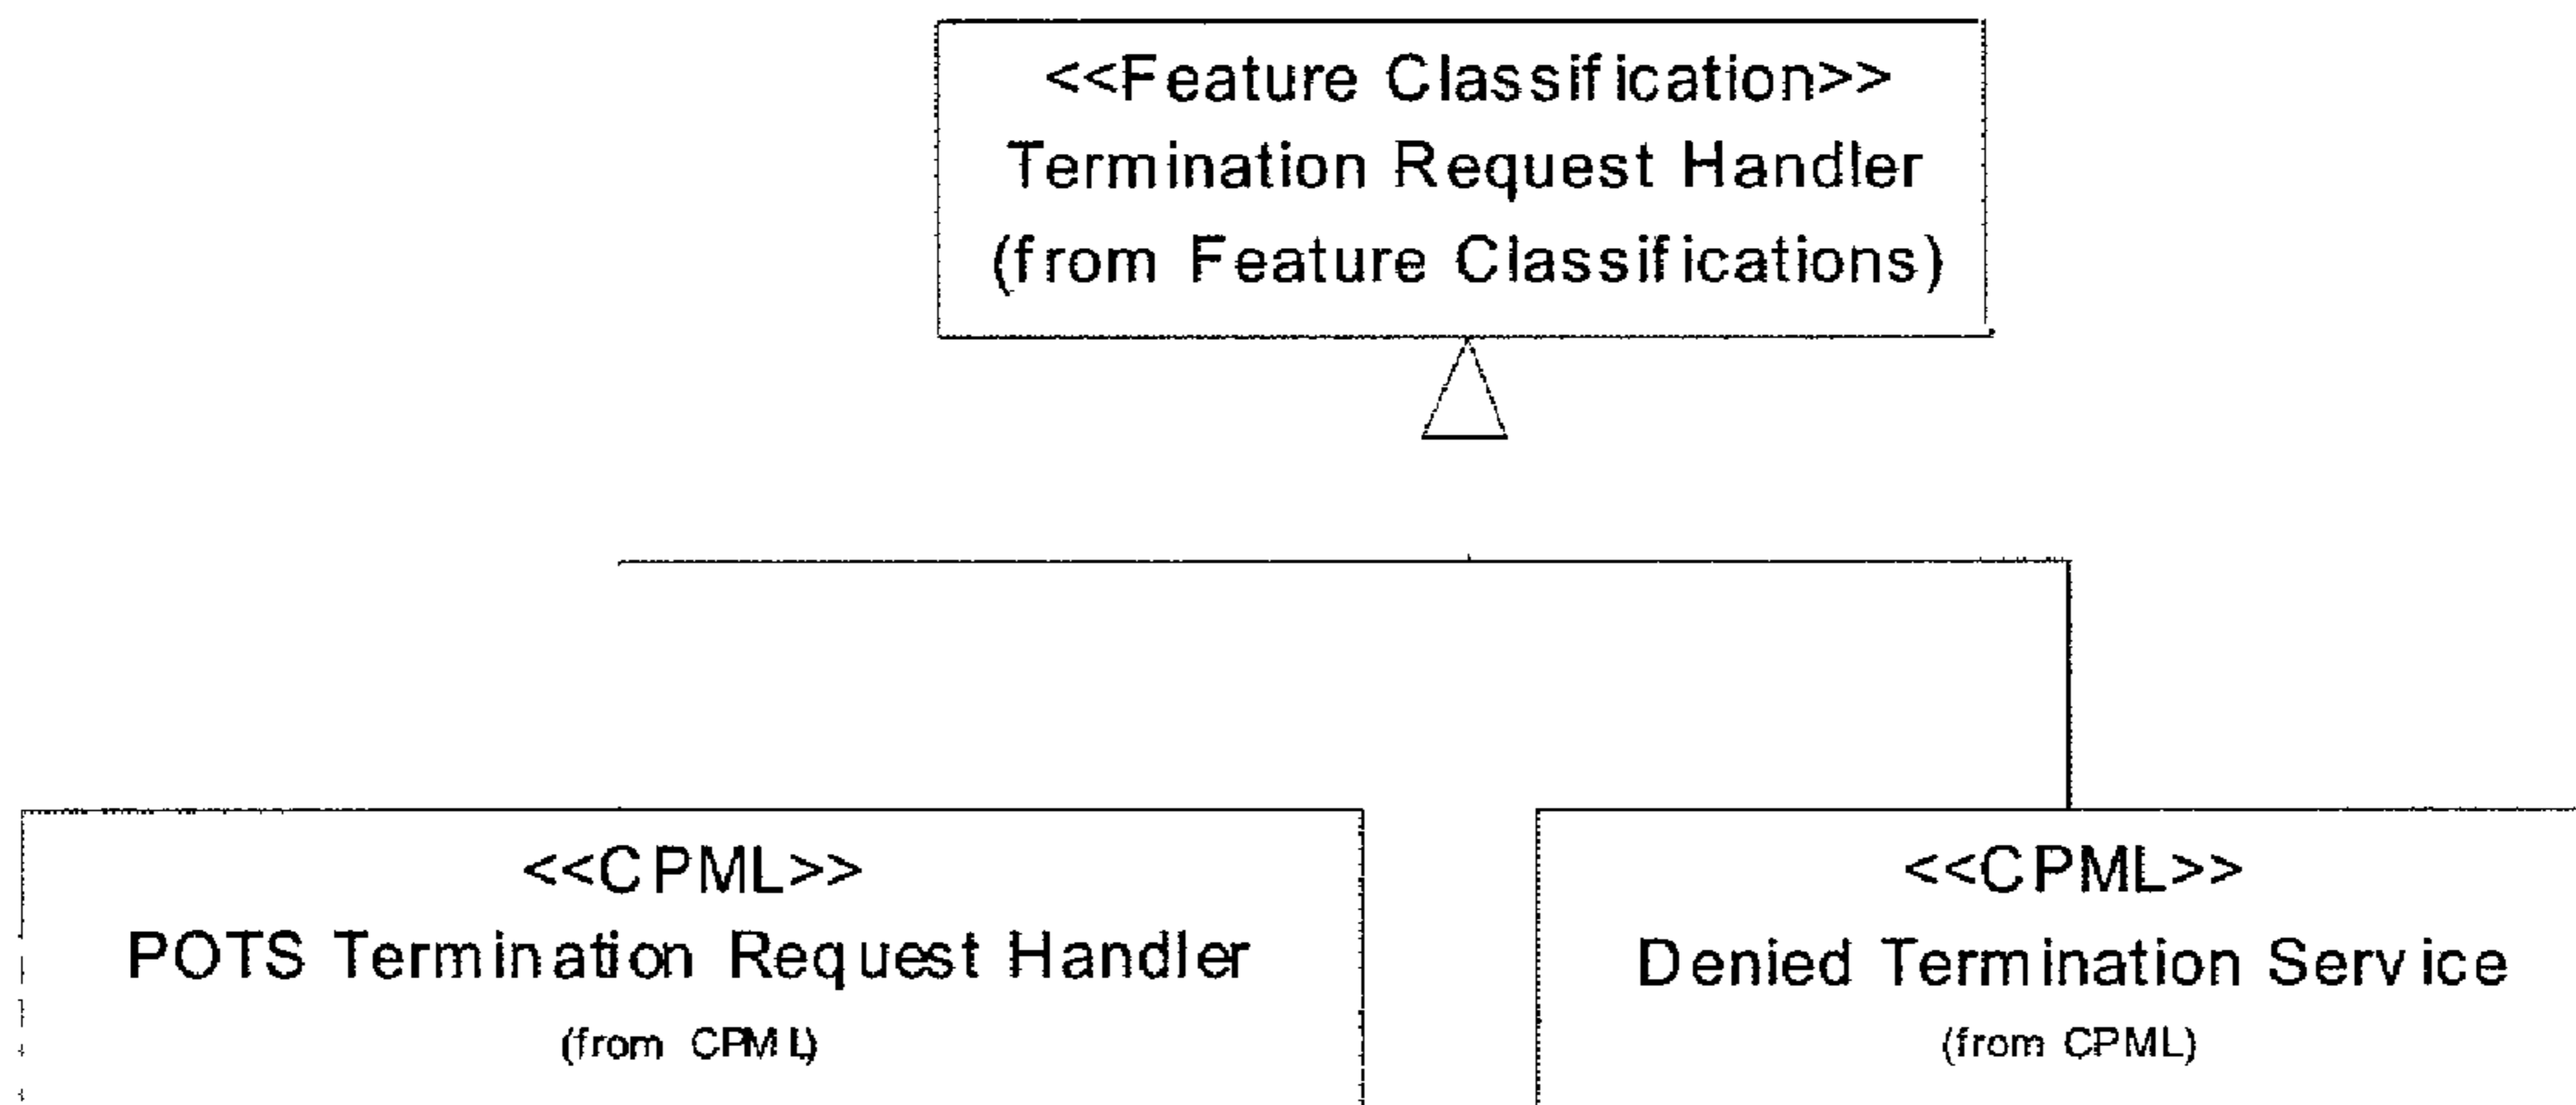 <<Feature Classification>>
Termination Request Handler
(from Feature Classifications)
<<CPML>>
POTS Termination Request Handler
(from CPML)
<<CPML>>
Denied Termination Service
(from CPML)